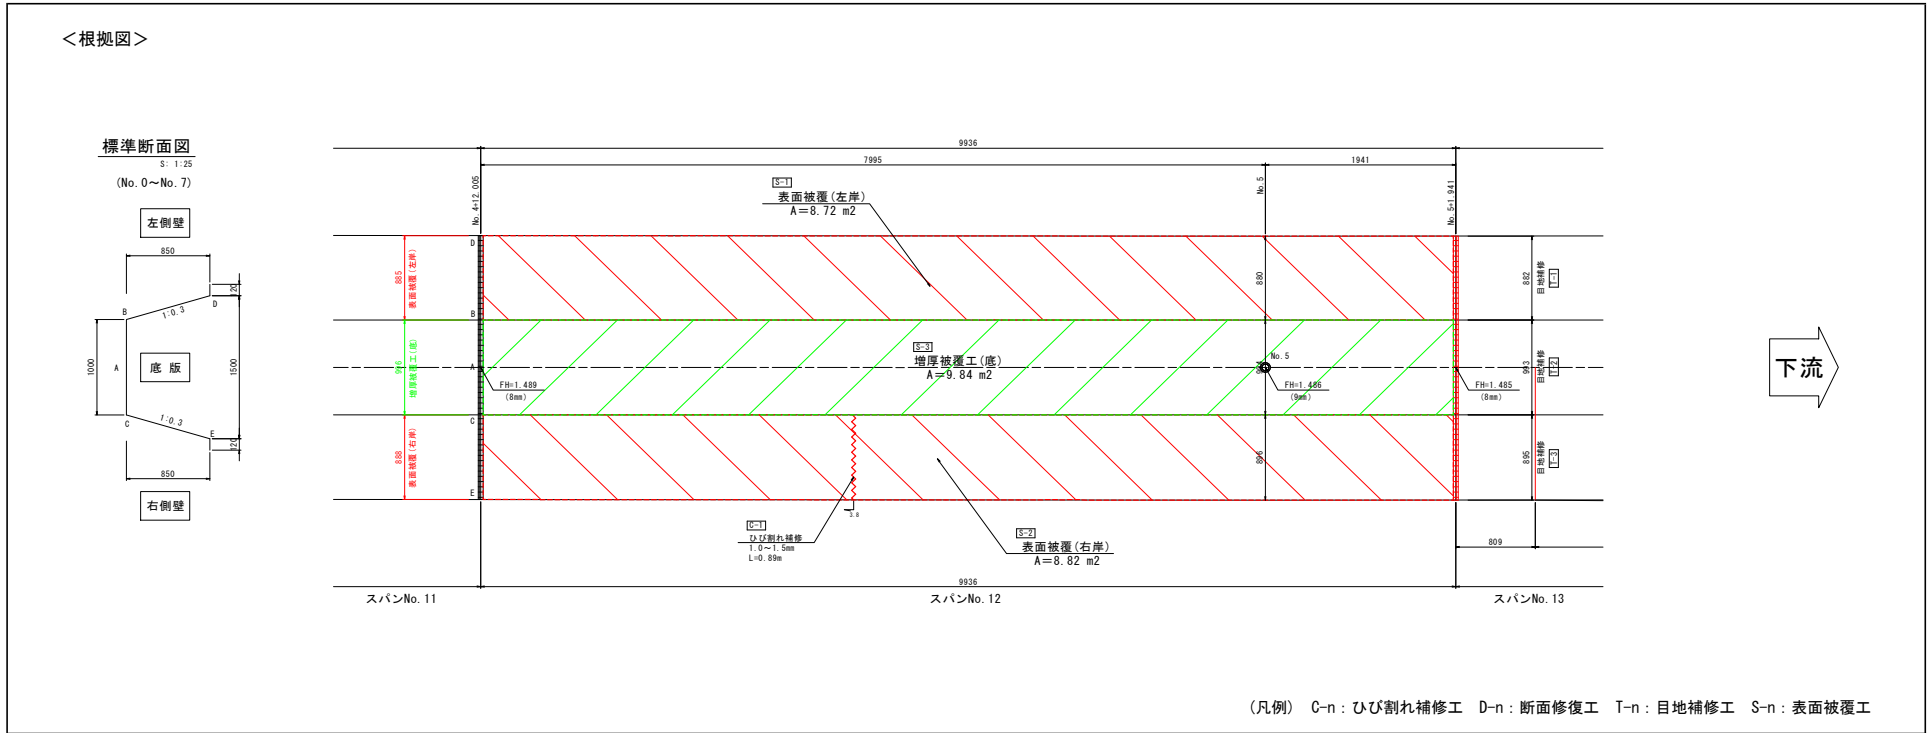 ＜根拠図＞
標準断面図
S: 1:25
(No.0～No.7)
左側壁
850
120
B
D
1:0.3
1000
A
底 版
1500
1:0.3
C
E
120
850
右側壁
9936
7995
1941
No.4+12.005
No.5
No.5+1.941
S-1
表面被覆(左岸)
A＝8.72 m2
D
885
表面被覆(左岸)
880
882
目地補修
T-1
B
増厚被覆工(底)
A
S-3
増厚被覆工(底)
A＝9.84 m2
No.5
FH=1.489
(8mm)
FH=1.486
(9mm)
FH=1.485
(8mm)
993
目地補修
T-2
下流
C
888
表面被覆(右岸)
896
895
目地補修
T-3
E
3.8
C-1
ひび割れ補修
1.0～1.5mm
L=0.89m
S-2
表面被覆(右岸)
A＝8.82 m2
809
9936
スパンNo.11
スパンNo.12
スパンNo.13
(凡例) C-n：ひび割れ補修工 D-n：断面修復工 T-n：目地補修工 S-n：表面被覆工